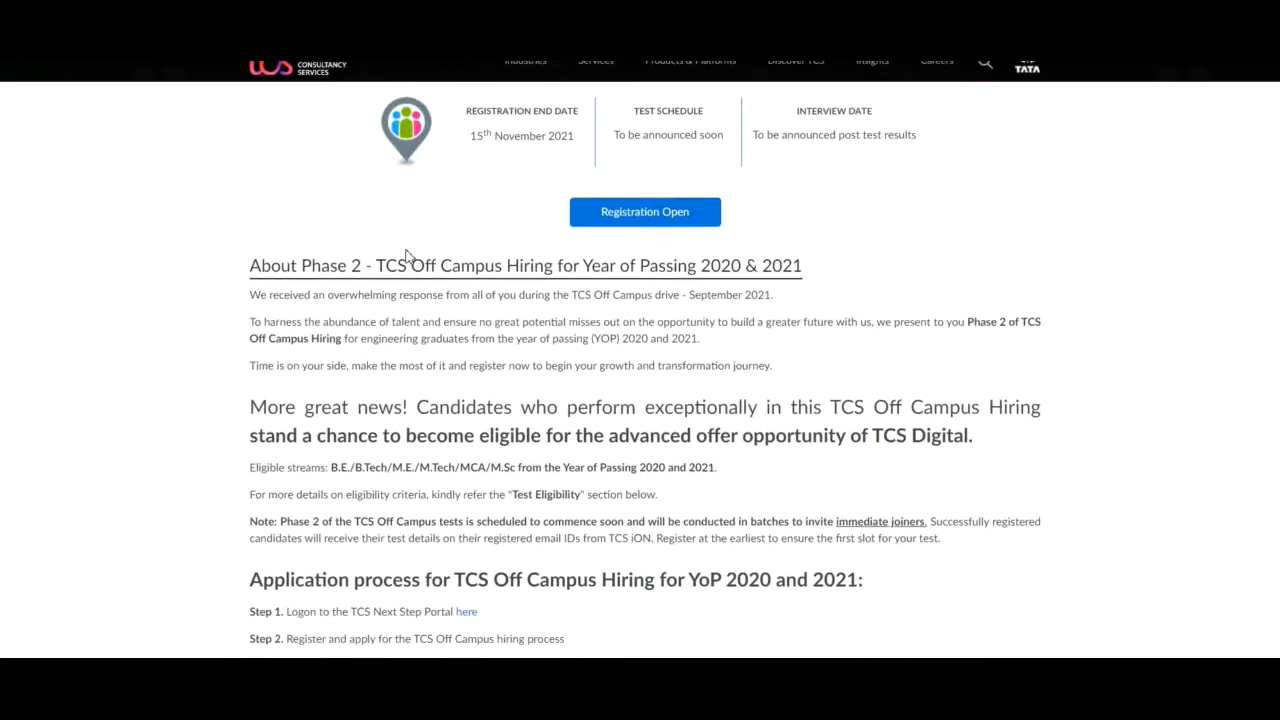 CONSULTANCY
SERVICES
Industries Services Products & Platforms Discover TCS Insights Careers
TATA
REGISTRATION END DATE TEST SCHEDULE INTERVIEW DATE
15th November 2021 To be announced soon To be announced post test results
Registration Open
About Phase 2 - TCS Off Campus Hiring for Year of Passing 2020 & 2021
We received an overwhelming response from all of you during the TCS Off Campus drive - September 2021.
To harness the abundance of talent and ensure no great potential misses out on the opportunity to build a greater future with us, we present to you Phase 2 of TCS
Off Campus Hiring for engineering graduates from the year of passing (YOP) 2020 and 2021.
Time is on your side, make the most of it and register now to begin your growth and transformation journey.
More great news! Candidates who perform exceptionally in this TCS Off Campus Hiring
stand a chance to become eligible for the advanced offer opportunity of TCS Digital.
Eligible streams: B.E./B.Tech/M.E./M.Tech/MCA/M.Sc from the Year of Passing 2020 and 2021.
For more details on eligibility criteria, kindly refer the "Test Eligibility" section below.
Note: Phase 2 of the TCS Off Campus tests is scheduled to commence soon and will be conducted in batches to invite immediate joiners. Successfully registered
candidates will receive their test details on their registered email IDs from TCS iON. Register at the earliest to ensure the first slot for your test.
Application process for TCS Off Campus Hiring for YoP 2020 and 2021:
Step 1. Logon to the TCS Next Step Portal here
Step 2. Register and apply for the TCS Off Campus hiring process